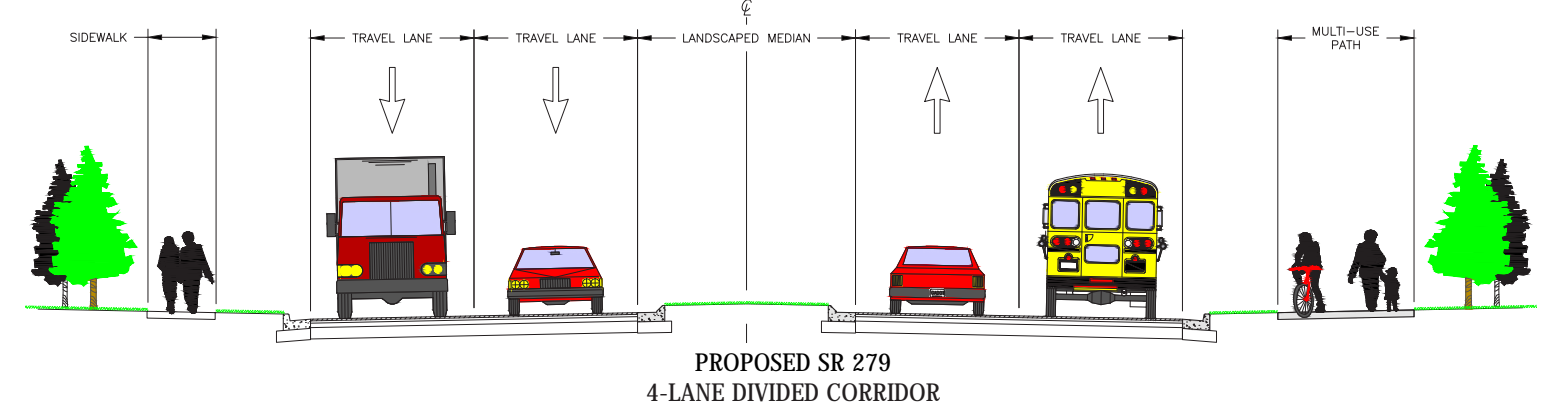 ℄
SIDEWALK
TRAVEL LANE
TRAVEL LANE
LANDSCAPED MEDIAN
TRAVEL LANE
TRAVEL LANE
MULTI-USE
PATH
PROPOSED SR 279
4-LANE DIVIDED CORRIDOR